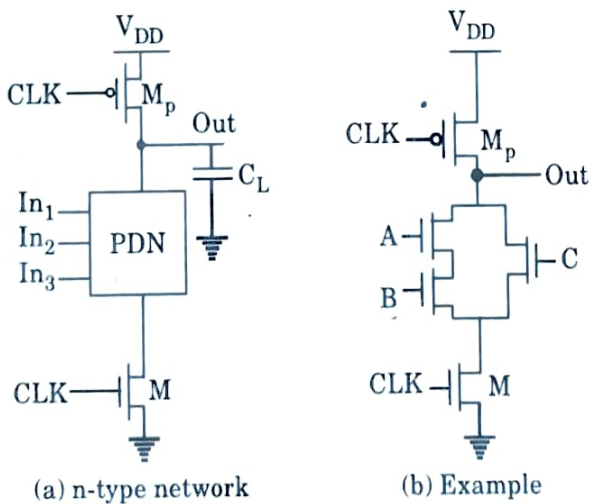 V_DD
CLK
M_p
Out
C_L
In_1
In_2
In_3
PDN
CLK
M
(a) n-type network
V_DD
CLK
M_p
Out
A
B
C
CLK
M
(b) Example